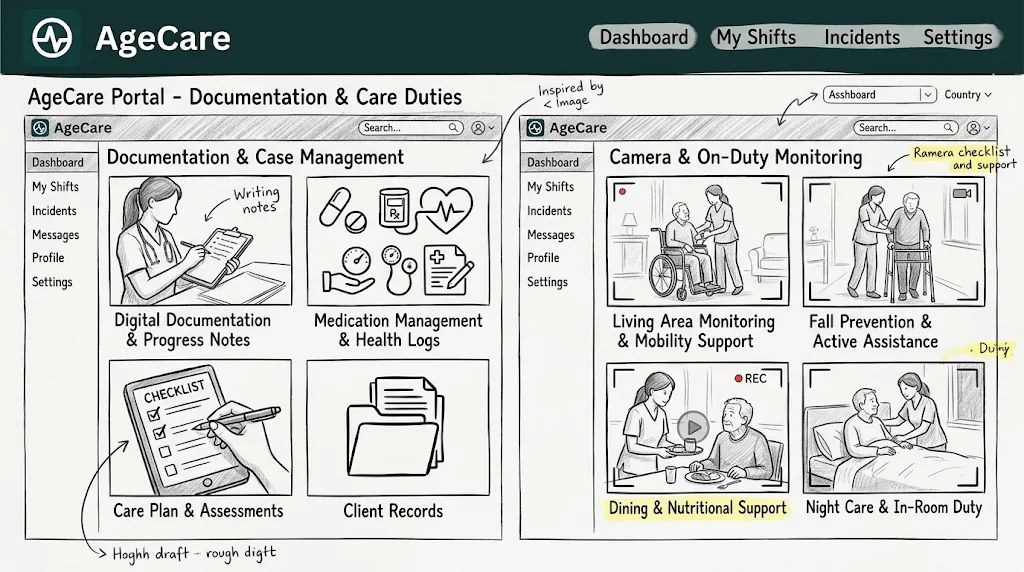 AgeCare
Dashboard
My Shifts
Incidents
Settings
AgeCare Portal - Documentation & Care Duties
Inspired by
< Image
Asshboard
Country
AgeCare
Search...
Dashboard
My Shifts
Incidents
Messages
Profile
Settings
Documentation & Case Management
Writing
notes
Rx
Digital Documentation
& Progress Notes
Medication Management
& Health Logs
CHECKLIST
Care Plan & Assessments
Client Records
Hoghh draft - rough digtt
AgeCare
Search...
Dashboard
My Shifts
Incidents
Messages
Profile
Settings
Camera & On-Duty Monitoring
Ramera checklist
and support
Living Area Monitoring
& Mobility Support
Fall Prevention &
Active Assistance
REC
Dining & Nutritional Support
Night Care & In-Room Duty